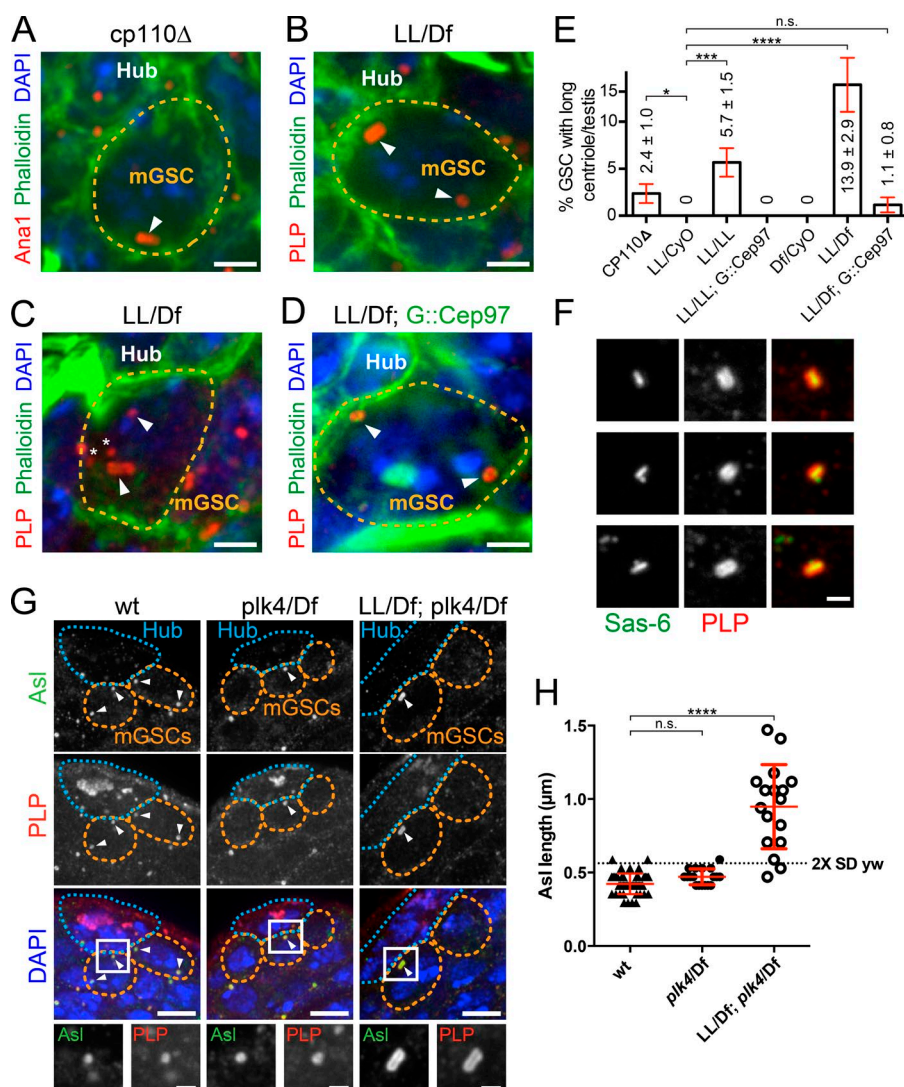 A
cp110Δ
Ana1 Phalloidin DAPI
Hub
mGSC
B
LL/Df
PLP Phalloidin DAPI
Hub
mGSC
C
LL/Df
PLP Phalloidin DAPI
Hub
*
*
mGSC
D
LL/Df; G::Cep97
Hub
mGSC
E
n.s.
****
***
*
% GSC with long
centriole/testis
15
10
5
0
2.4 ± 1.0
0
5.7 ± 1.5
0
0
13.9 ± 2.9
1.1 ± 0.8
CP110Δ
LL/CyO
LL/LL
LL/LL; G::Cep97
Df/CyO
LL/Df
LL/Df; G::Cep97
F
Sas-6
PLP
G
wt
plk4/Df
LL/Df; plk4/Df
Asl
Hub
Hub
Hub
mGSCs
mGSCs
PLP
DAPI
Asl
PLP
Asl
PLP
Asl
PLP
H
****
n.s.
Asl length (µm)
1.5
1.0
0.5
0.0
2X SD yw
wt
plk4/Df
LL/Df; plk4/Df